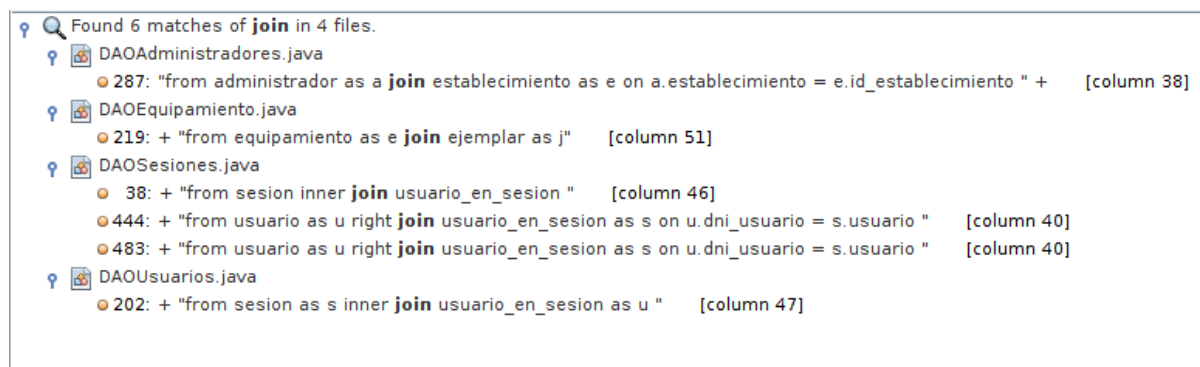 Found 6 matches of join in 4 files.
DAOAdministradores.java
287: "from administrador as a join establecimiento as e on a.establecimiento = e.id_establecimiento " + [column 38]
DAOEquipamiento.java
219: + "from equipamiento as e join ejemplar as j" [column 51]
DAOSesiones.java
38: + "from sesion inner join usuario_en_sesion " [column 46]
444: + "from usuario as u right join usuario_en_sesion as s on u.dni_usuario = s.usuario " [column 40]
483: + "from usuario as u right join usuario_en_sesion as s on u.dni_usuario = s.usuario " [column 40]
DAOUsuarios.java
202: + "from sesion as s inner join usuario_en_sesion as u " [column 47]